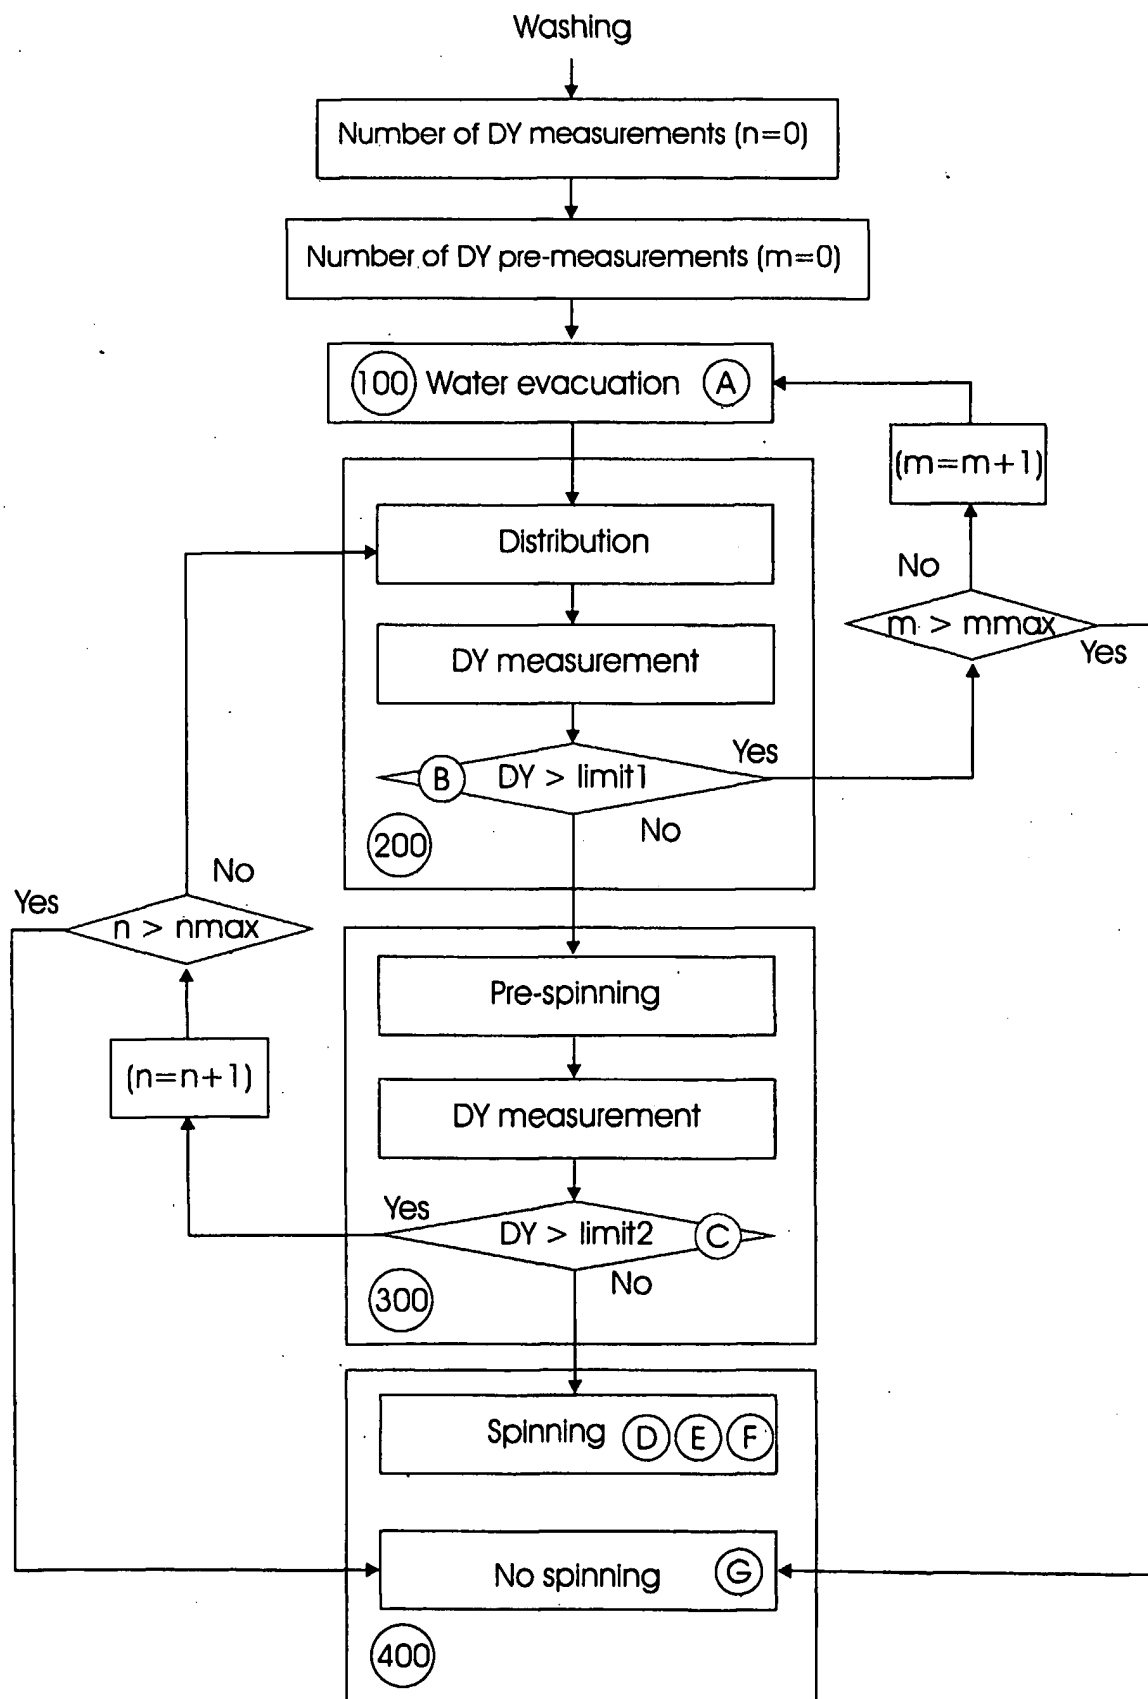 Washing
Number of DY measurements (n=0)
Number of DY pre-measurements (m=0)
100 Water evacuation A
(m=m+1)
Distribution
No
m > mmax
Yes
DY measurement
Yes
B DY > limit1
No
200
No
Yes
n > nmax
Pre-spinning
(n=n+1)
DY measurement
Yes
DY > limit2 C
No
300
Spinning D E F
No spinning G
400